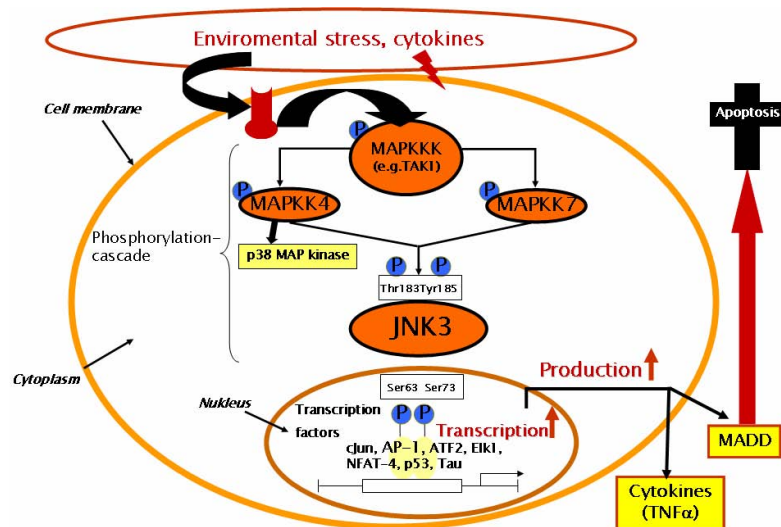 Enviromental stress, cytokines
Cell membrane
Apoptosis
P
MAPKKK
(e.g.TAK1)
P
MAPKK4
P
MAPKK7
Phosphorylation-
cascade
p38 MAP kinase
P P
Thr183Tyr185
JNK3
Cytoplasm
Production
Ser63 Ser73
Nukleus
Transcription
factors
P P
Transcription
cJun, AP-1, ATF2, Elk1,
NFAT-4, p53, Tau
MADD
Cytokines
(TNFα)